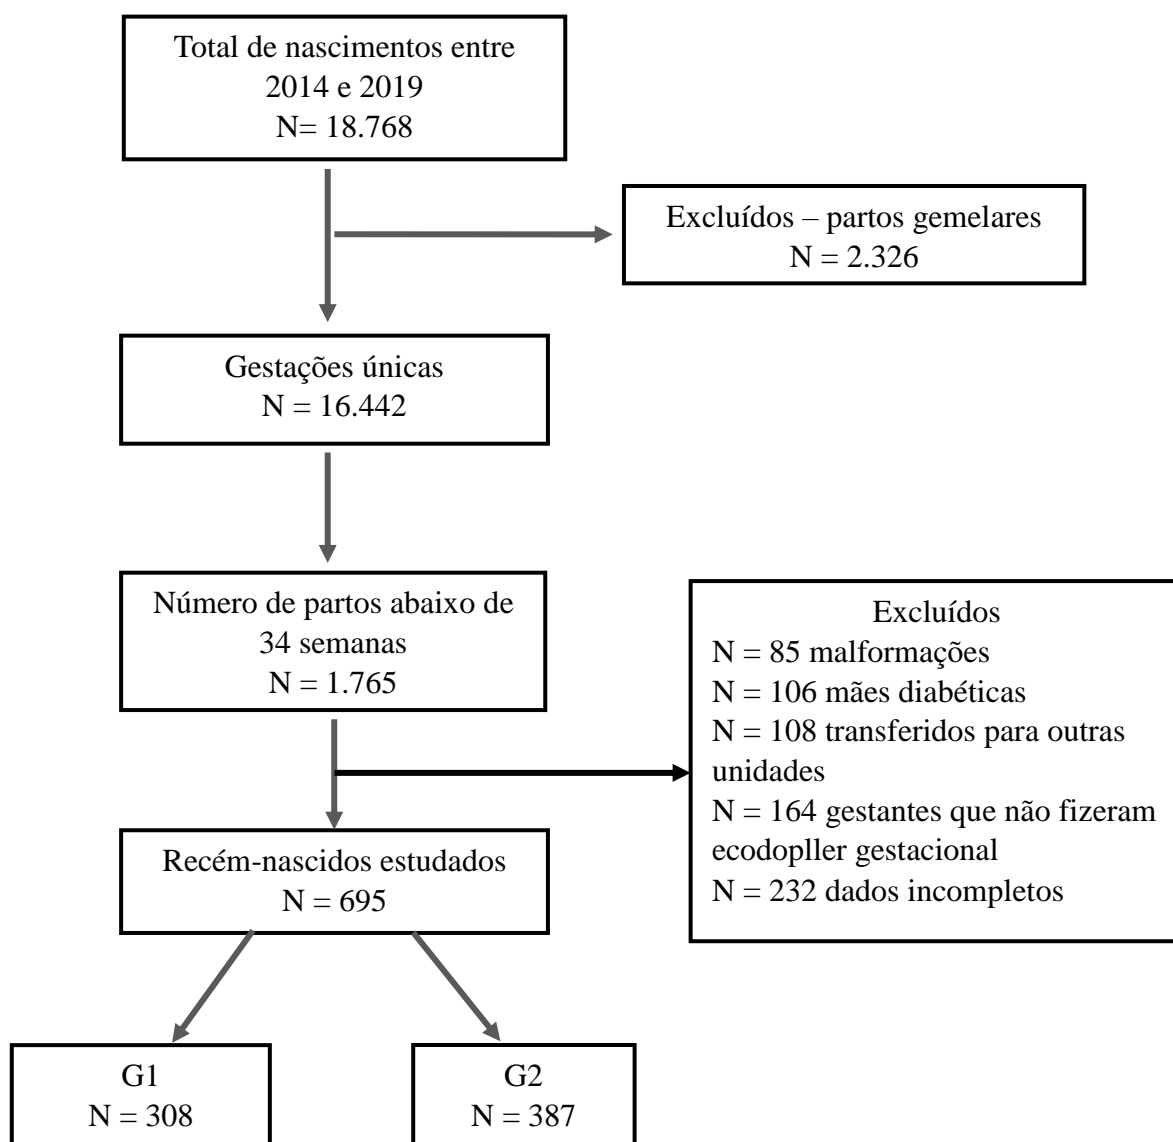 Total de nascimentos entre
2014 e 2019
N= 18.768
Excluídos – partos gemelares
N = 2.326
Gestações únicas
N = 16.442
Número de partos abaixo de
34 semanas
N = 1.765
Excluídos
N = 85 malformações
N = 106 mães diabéticas
N = 108 transferidos para outras
unidades
N = 164 gestantes que não fizeram
ecodopller gestacional
N = 232 dados incompletos
Recém-nascidos estudados
N = 695
G1
N = 308
G2
N = 387